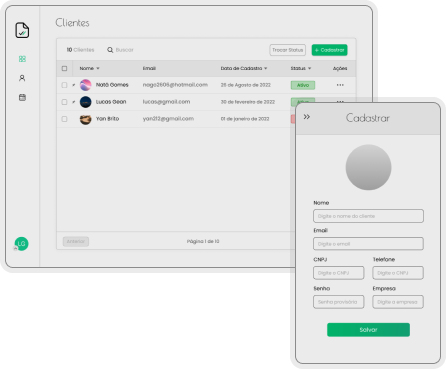 Clientes
10 Clientes Buscar Trocar Status + Cadastrar
Nome Email Data de Cadastro Status Ações
Natã Gomes nago2606@hotmail.com 26 de Agosto de 2022 Ativo ...
Lucas Gean lucas@gmail.com 30 de fevereiro de 2022
Yan Brito yan212@gmail.com 01 de janeiro de 2022
Anterior Página 1 de 10
LG
Cadastrar
Nome
Digite o nome do cliente
Email
Digite o email
CNPJ Telefone
Digite o CNPJ Digite o CNPJ
Senha Empresa
Senha provisória Digite a empresa
Salvar